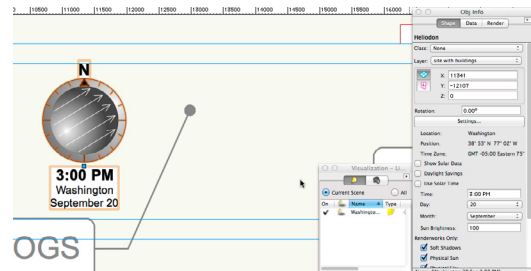 10500 11000 11500 12000 12500 13000 13500 14000 14500 15000 15500 16000
N
3:00 PM
Washington
September 20
OGS
Visualization - Li...
Current Scene All
On Name Type
Washingto...
Obj Info
Shape Data Render
Heliodon
Class: None
Layer: site with buildings
X: 11341
Y: -12107
Z: 0
Rotation: 0.00°
Settings...
Location: Washington
Position: 38° 53' N 77° 02' W
Time Zone: GMT -05.00 Eastern 75°
Show Solar Data
Daylight Savings
Use Solar Time
Time: 3:00 PM
Day: 20
Month: September
Sun Brightness: 100
Renderworks Only:
Soft Shadows
Physical Sun